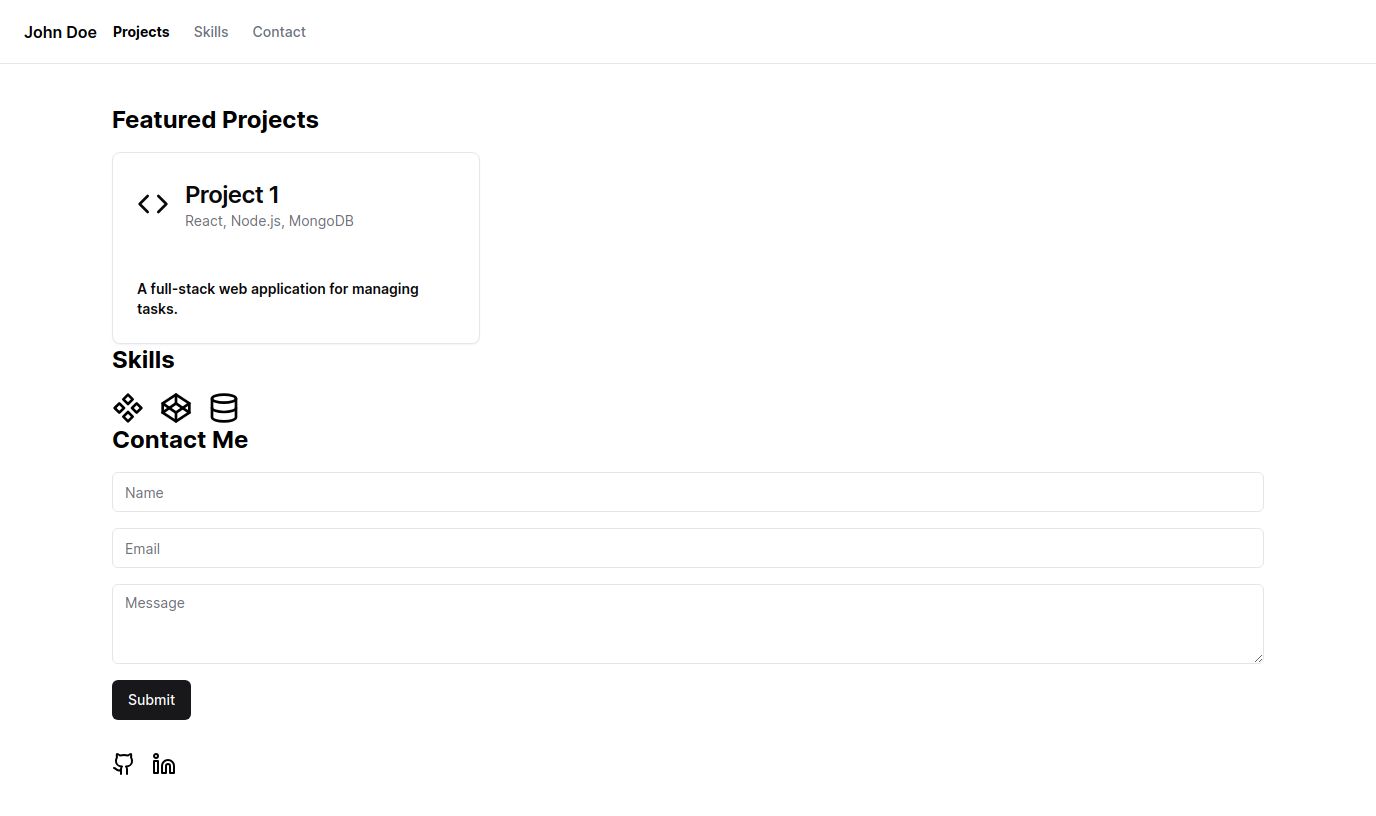 John Doe Projects Skills Contact
Featured Projects
Project 1
React, Node.js, MongoDB
A full-stack web application for managing
tasks.
Skills
Contact Me
Name
Email
Message
Submit